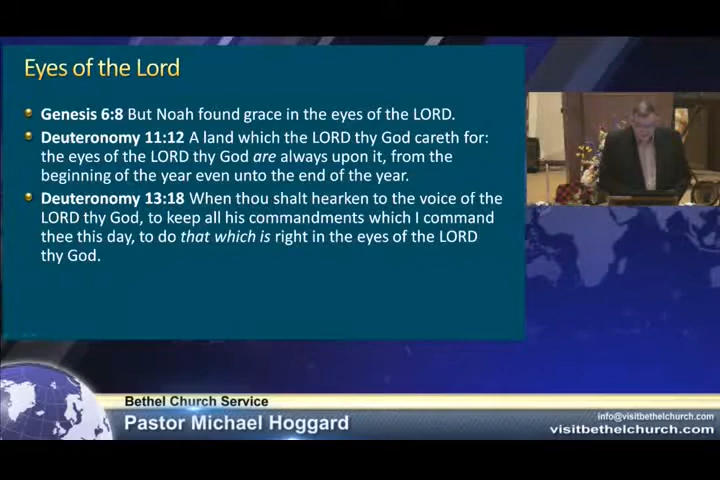 Eyes of the Lord
Genesis 6:8 But Noah found grace in the eyes of the LORD.
Deuteronomy 11:12 A land which the LORD thy God careth for:
the eyes of the LORD thy God are always upon it, from the
beginning of the year even unto the end of the year.
Deuteronomy 13:18 When thou shalt hearken to the voice of the
LORD thy God, to keep all his commandments which I command
thee this day, to do that which is right in the eyes of the LORD
thy God.
Bethel Church Service
Pastor Michael Hoggard
info@visitbethelchurch.com
visitbethelchurch.com